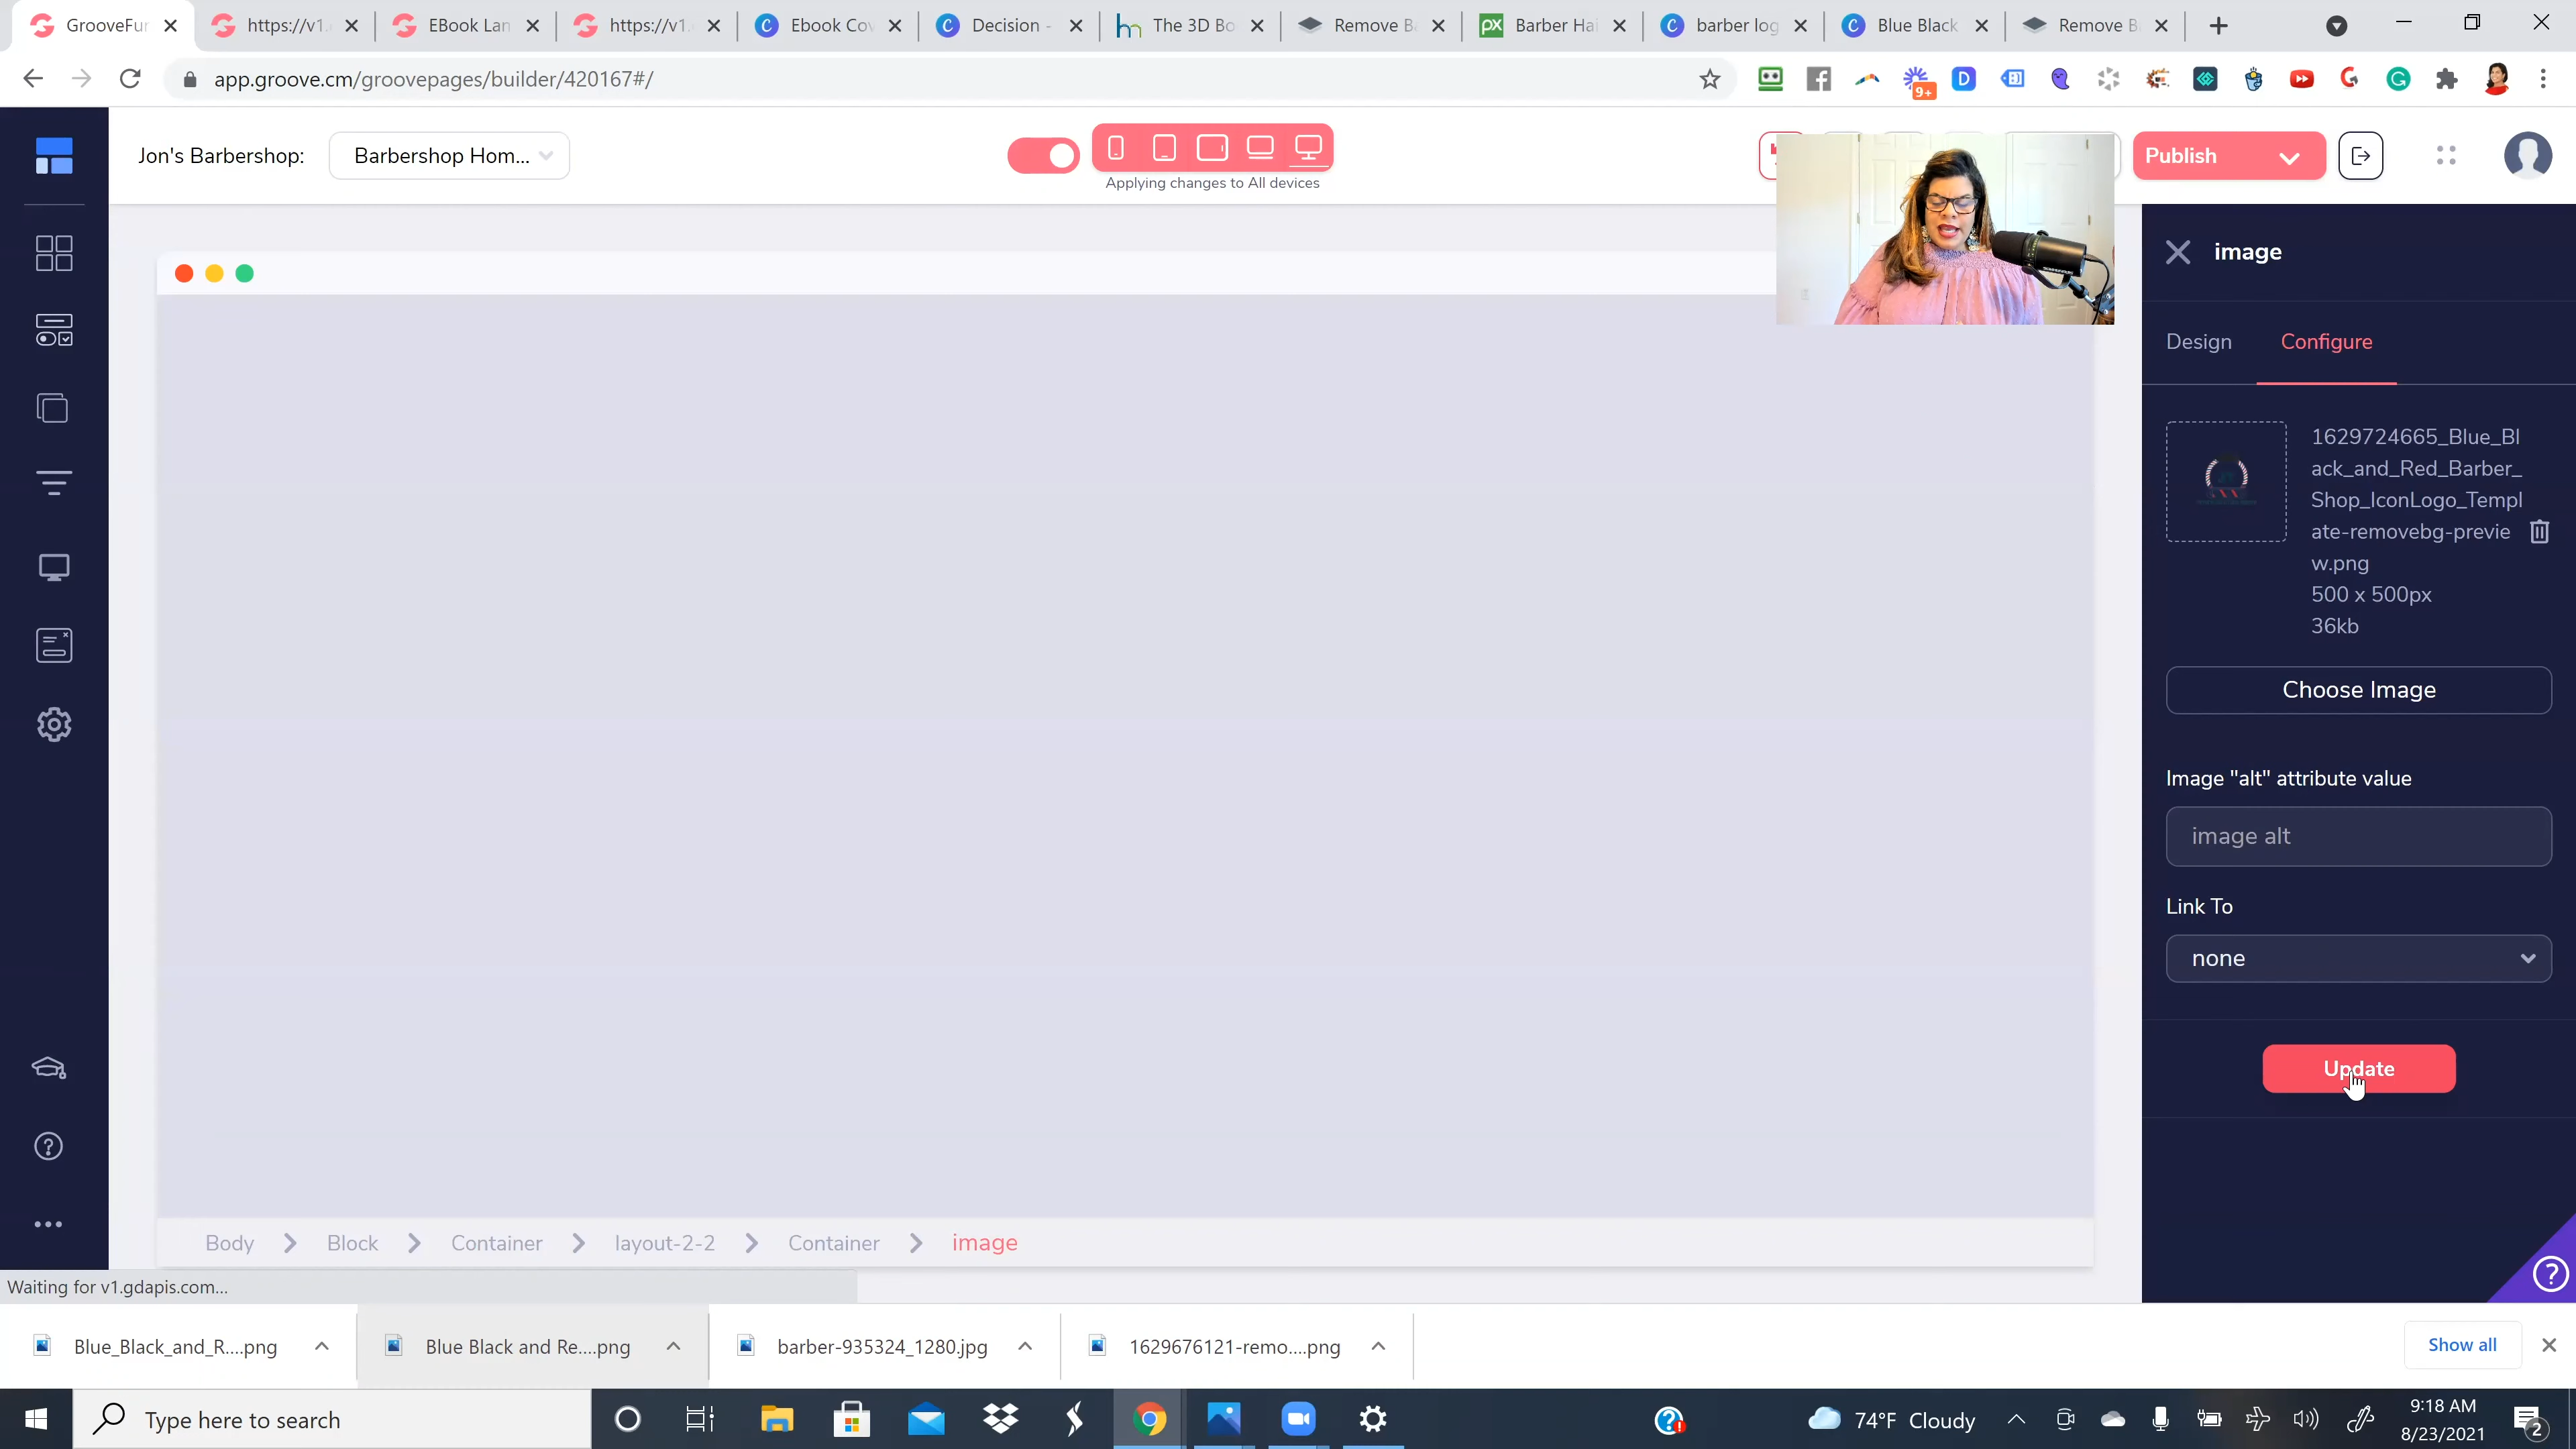 GrooveFun
https://v1.
EBook Lan
https://v1.
Ebook Cov
Decision -
The 3D Bo
Remove B
Barber Hai
barber log
Blue Black
Remove B
app.groove.cm/groovepages/builder/420167#/
9+
Jon's Barbershop:
Barbershop Hom...
Applying changes to All devices
Publish
image
Design
Configure
1629724665_Blue_Bl
ack_and_Red_Barber_
Shop_IconLogo_Templ
ate-removebg-previe
w.png
500 x 500px
36kb
Choose Image
Image "alt" attribute value
image alt
Link To
none
Update
Body
Block
Container
layout-2-2
Container
image
Waiting for v1.gdapis.com...
Blue_Black_and_R....png
Blue Black and Re....png
barber-935324_1280.jpg
1629676121-remo....png
Show all
Type here to search
74°F Cloudy
9:18 AM
8/23/2021
2